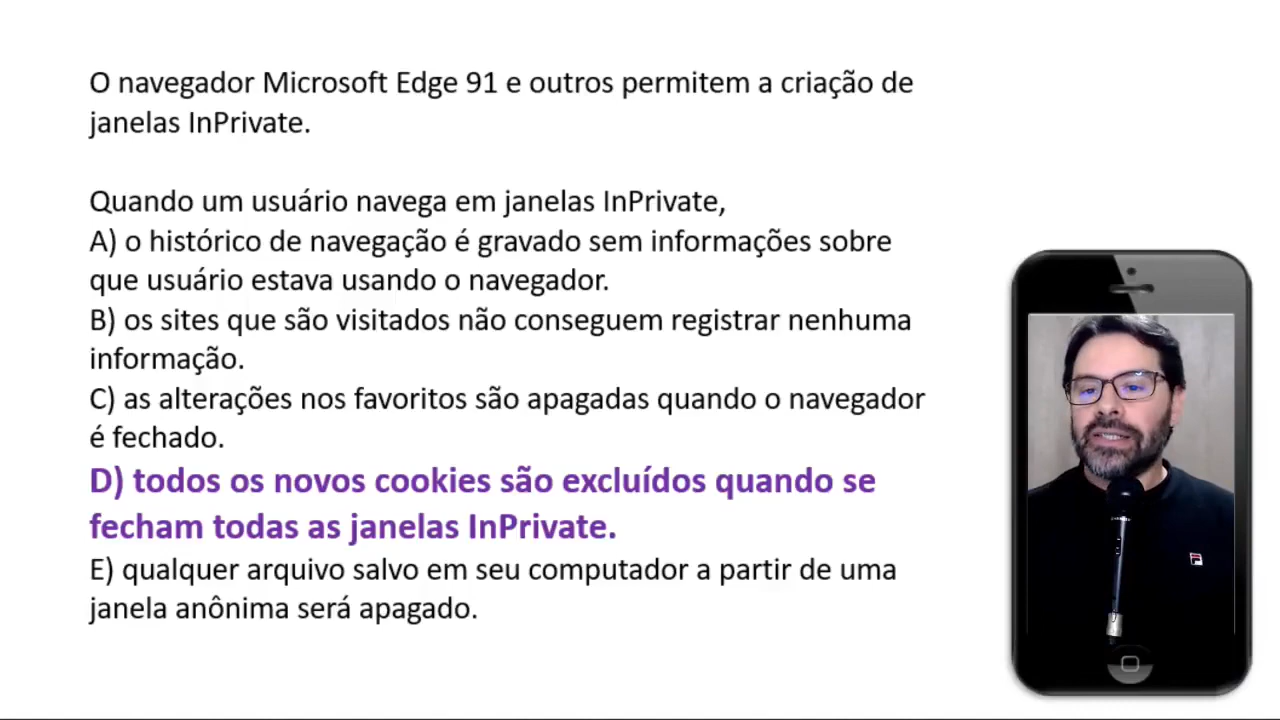 O navegador Microsoft Edge 91 e outros permitem a criação de
janelas InPrivate.
Quando um usuário navega em janelas InPrivate,
A) o histórico de navegação é gravado sem informações sobre
que usuário estava usando o navegador.
B) os sites que são visitados não conseguem registrar nenhuma
informação.
C) as alterações nos favoritos são apagadas quando o navegador
é fechado.
D) todos os novos cookies são excluídos quando se
fecham todas as janelas InPrivate.
E) qualquer arquivo salvo em seu computador a partir de uma
janela anônima será apagado.